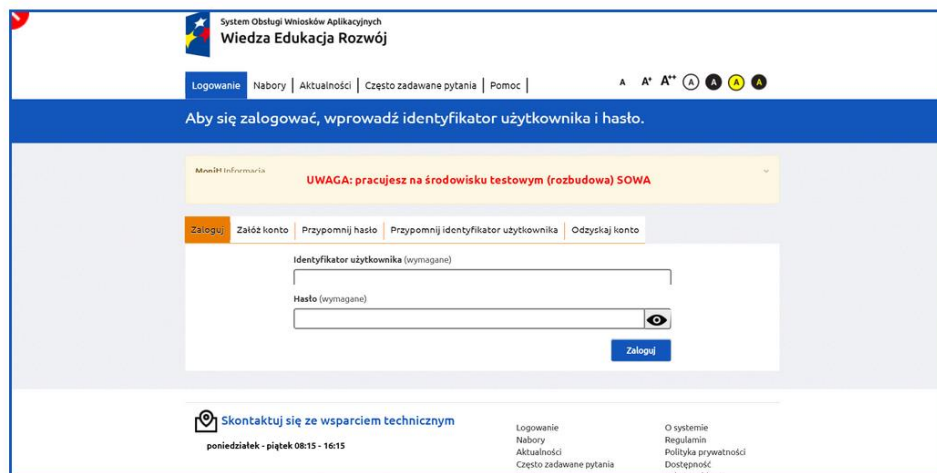 System Obsługi Wniosków Aplikacyjnych
Wiedza Edukacja Rozwój
Logowanie Nabory Aktualności Często zadawane pytania Pomoc A A+ A++ A A A A
Aby się zalogować, wprowadź identyfikator użytkownika i hasło.
Monit! Informacja
UWAGA: pracujesz na środowisku testowym (rozbudowa) SOWA
Zaloguj Załóż konto Przypomnij hasło Przypomnij identyfikator użytkownika Odzyskaj konto
Identyfikator użytkownika (wymagane)
Hasło (wymagane)
Zaloguj
Skontaktuj się ze wsparciem technicznym
poniedziałek - piątek 08:15 - 16:15
Logowanie
Nabory
Aktualności
Często zadawane pytania
O systemie
Regulamin
Polityka prywatności
Dostępność